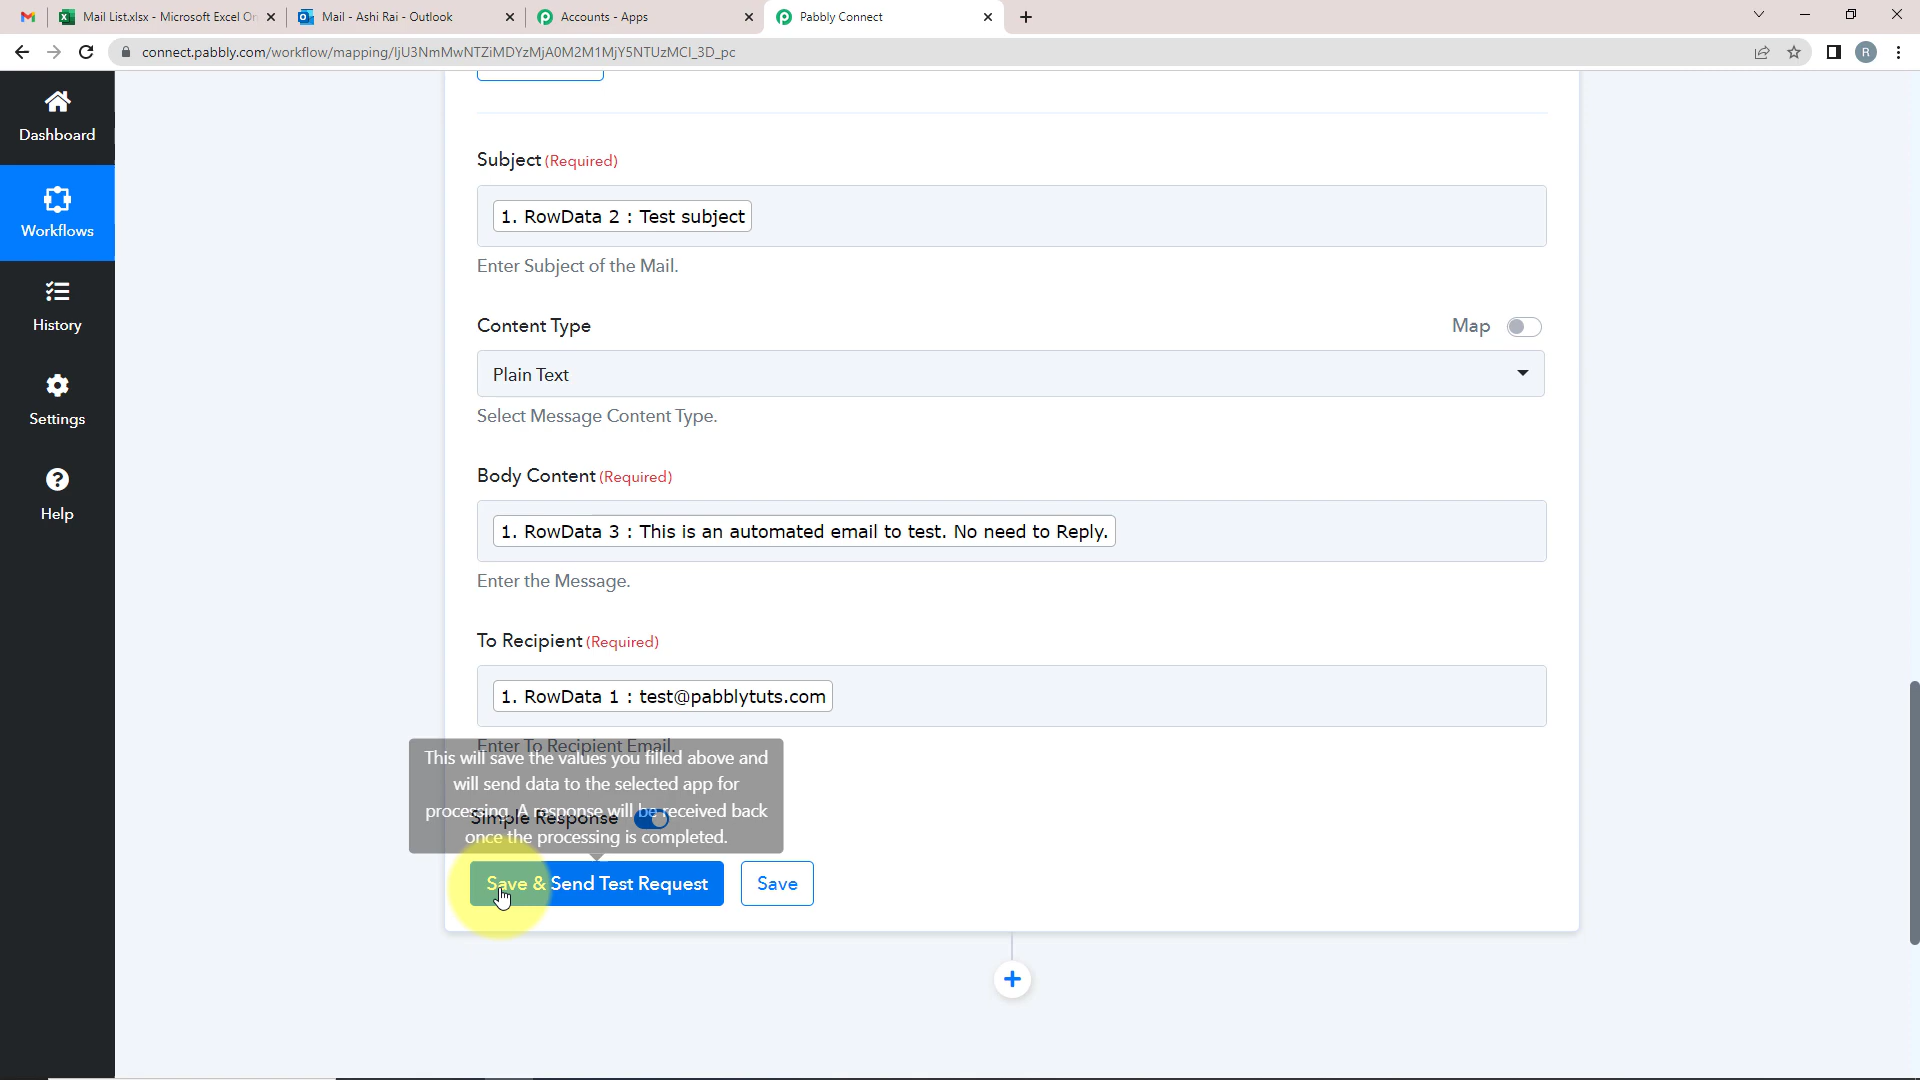 Mail List.xlsx - Microsoft Excel On
Mail - Ashi Rai - Outlook
Accounts - Apps
Pabbly Connect
connect.pabbly.com/workflow/mapping/IjU3NmMwNTZiMDYzMjA0M2M1MjY5NTUzMCI_3D_pc
R
Dashboard
Workflows
History
Settings
Help
Subject (Required)
1. RowData 2 : Test subject
Enter Subject of the Mail.
Content Type
Map
Plain Text
Select Message Content Type.
Body Content (Required)
1. RowData 3 : This is an automated email to test. No need to Reply.
Enter the Message.
To Recipient (Required)
1. RowData 1 : test@pabblytuts.com
Enter To Recipient Email.
This will save the values you filled above and
will send data to the selected app for
processing. A response will be received back
once the processing is completed.
Simple Response
Save & Send Test Request
Save